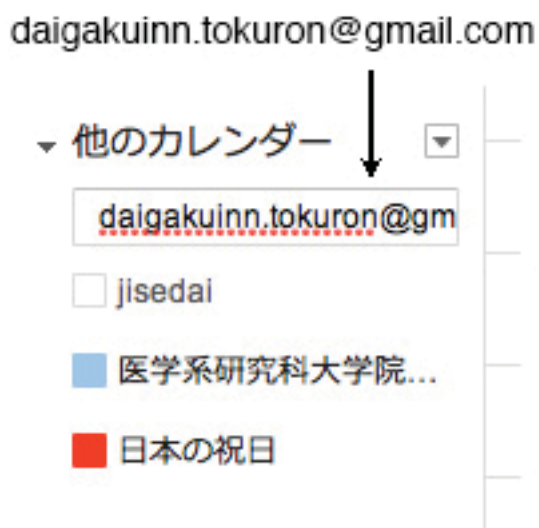 daigakuinn.tokuron@gmail.com
他のカレンダー
daigakuinn.tokuron@gm
jisedai
医学系研究科大学院...
日本の祝日